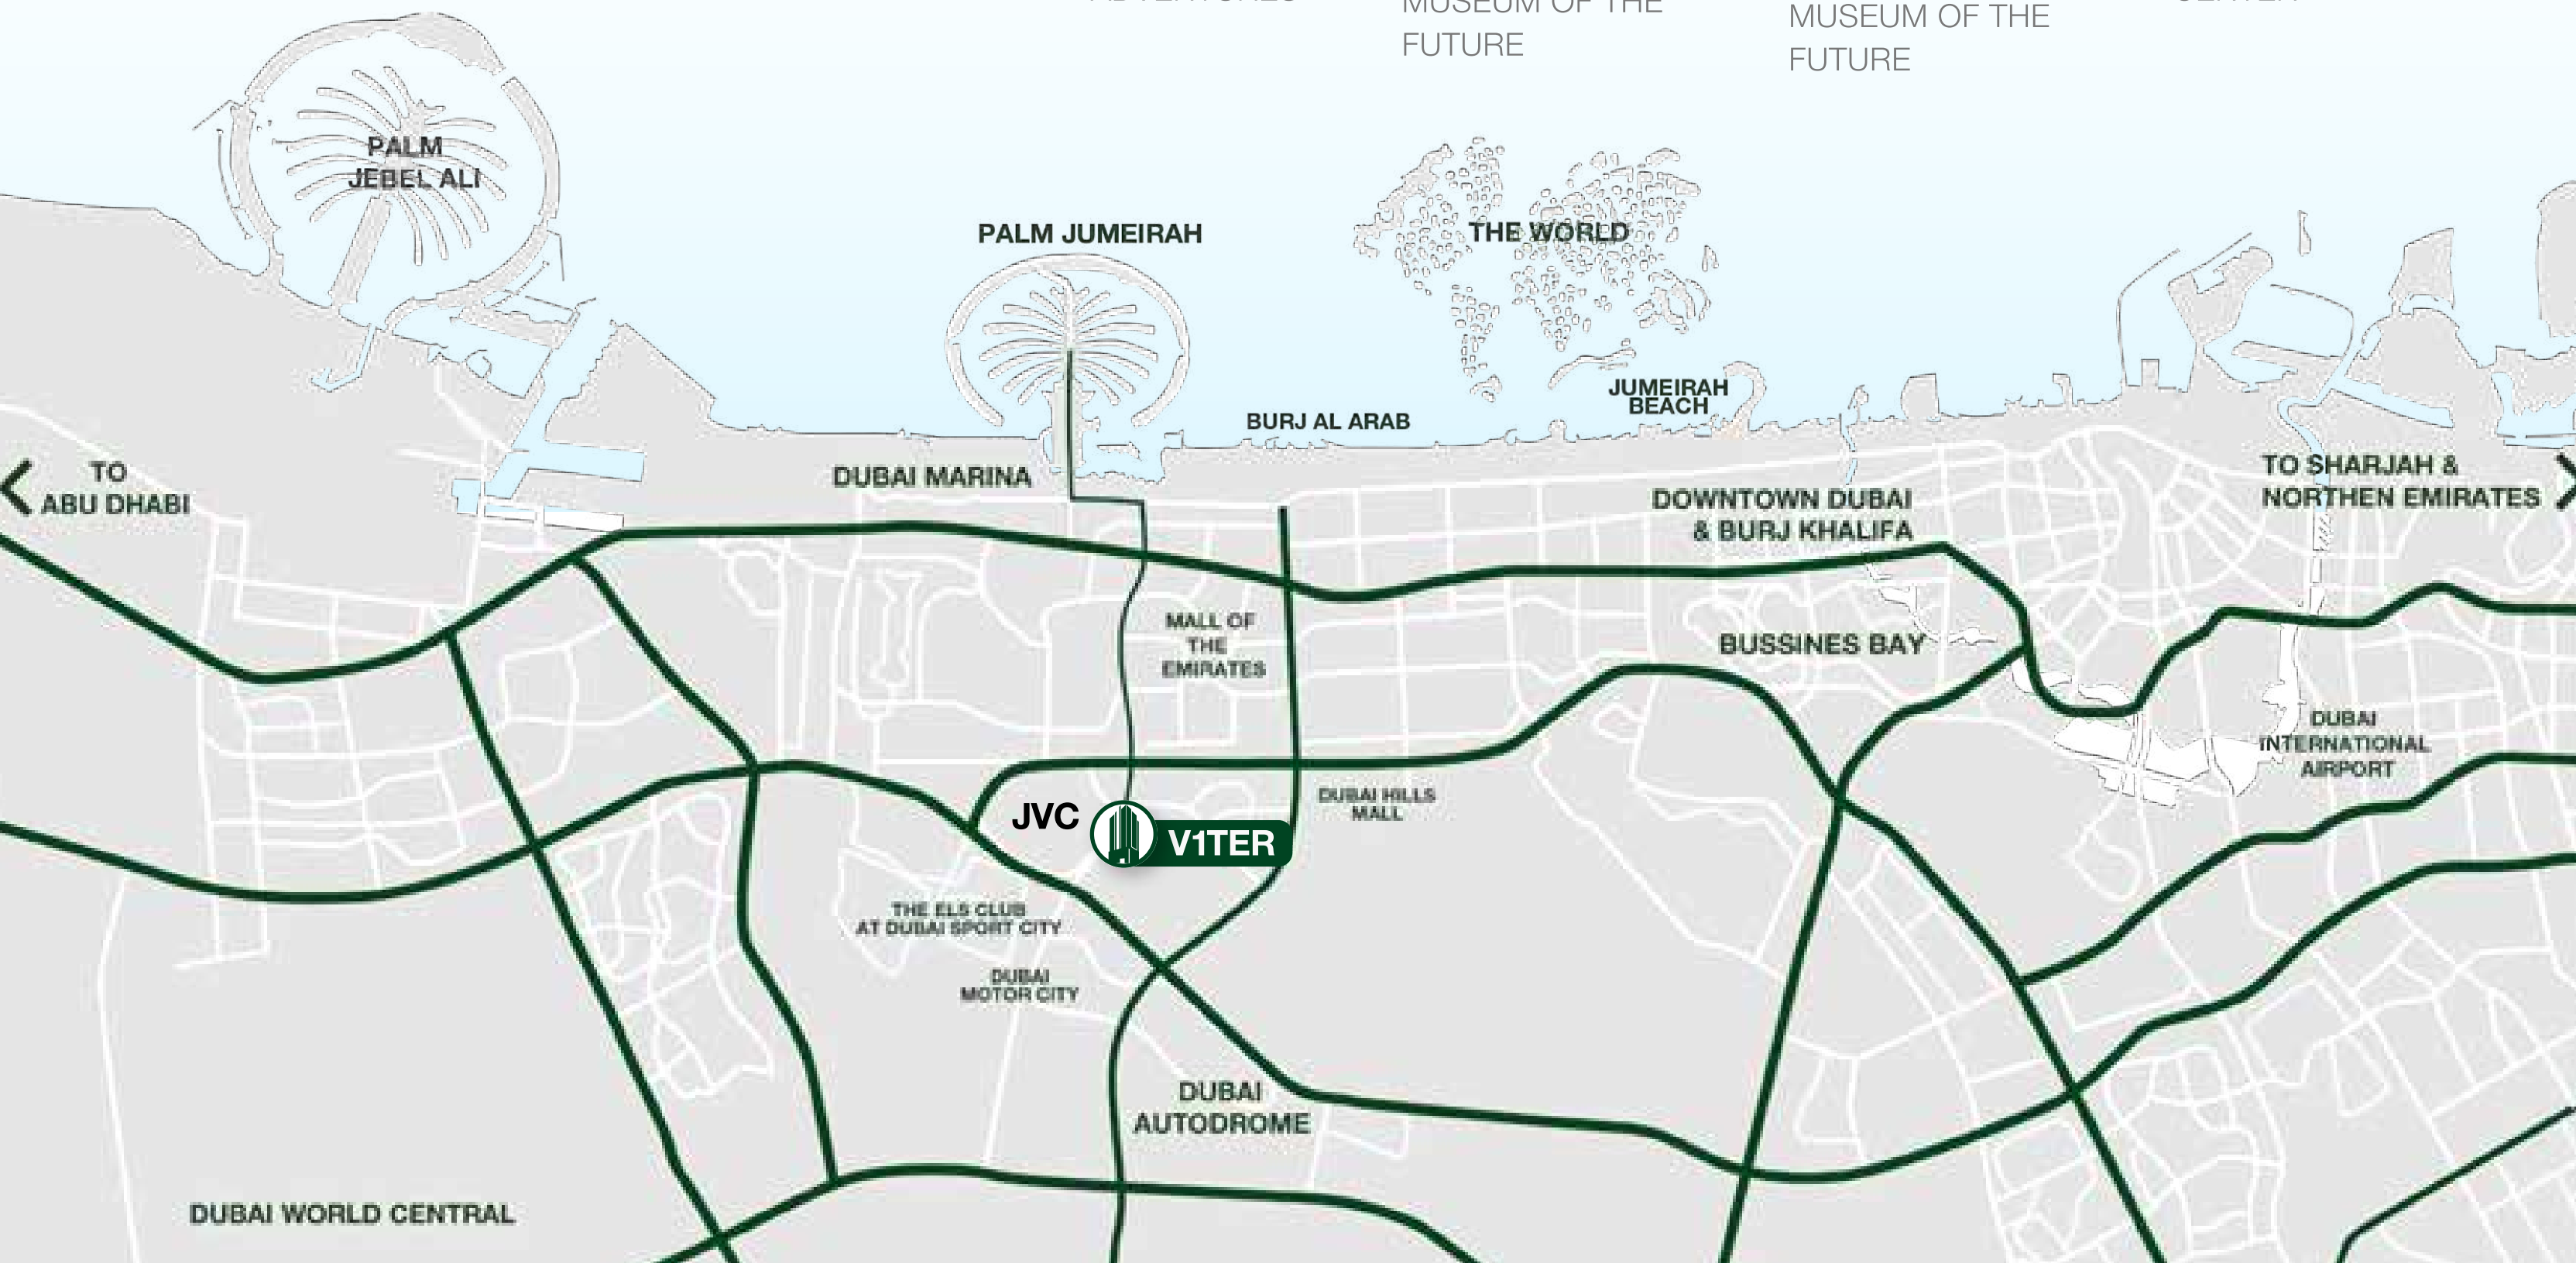 MUSEUM OF THE
FUTURE
MUSEUM OF THE
FUTURE
PALM
JEBEL ALI
PALM JUMEIRAH
THE WORLD
JUMEIRAH
BEACH
BURJ AL ARAB
TO
ABU DHABI
DUBAI MARINA
DOWNTOWN DUBAI
& BURJ KHALIFA
TO SHARJAH &
NORTHEN EMIRATES
MALL OF
THE
EMIRATES
BUSSINES BAY
DUBAI
INTERNATIONAL
AIRPORT
JVC
V1TER
DUBAI HILLS
MALL
THE ELS CLUB
AT DUBAI SPORT CITY
DUBAI
MOTOR CITY
DUBAI
AUTODROME
DUBAI WORLD CENTRAL